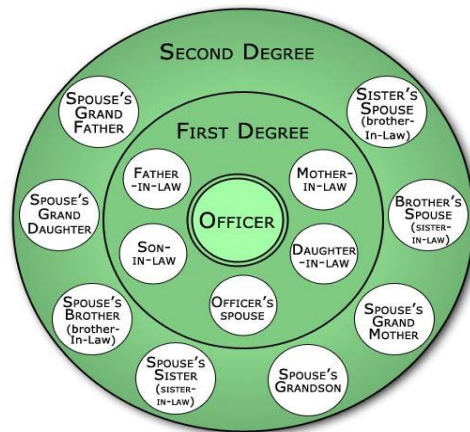 SECOND DEGREE
SPOUSE'S
GRAND
FATHER
SISTER'S
SPOUSE
(brother-
In-Law)
FIRST DEGREE
FATHER
-IN-LAW
MOTHER-
IN-LAW
SPOUSE'S
GRAND
DAUGHTER
OFFICER
BROTHER'S
SPOUSE
(SISTER-
IN-LAW)
SON-
IN-LAW
DAUGHTER
-IN-LAW
OFFICER'S
SPOUSE
SPOUSE'S
BROTHER
(brother-
In-Law)
SPOUSE'S
GRAND
MOTHER
SPOUSE'S
SISTER
(SISTER-
IN-LAW)
SPOUSE'S
GRANDSON